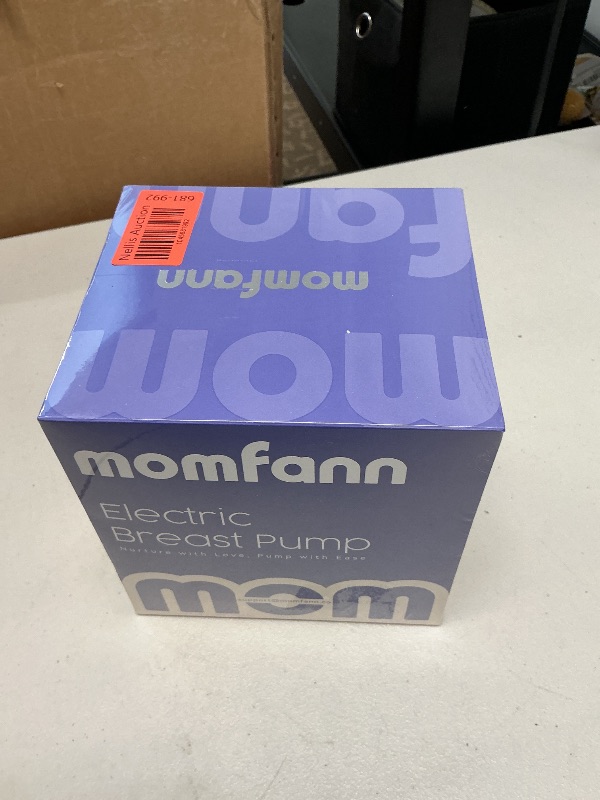 Nellis Auction
681-992
momfann
mom
momfann
Electric
Breast Pump
Nurture with Love, Pump with Ease
mom